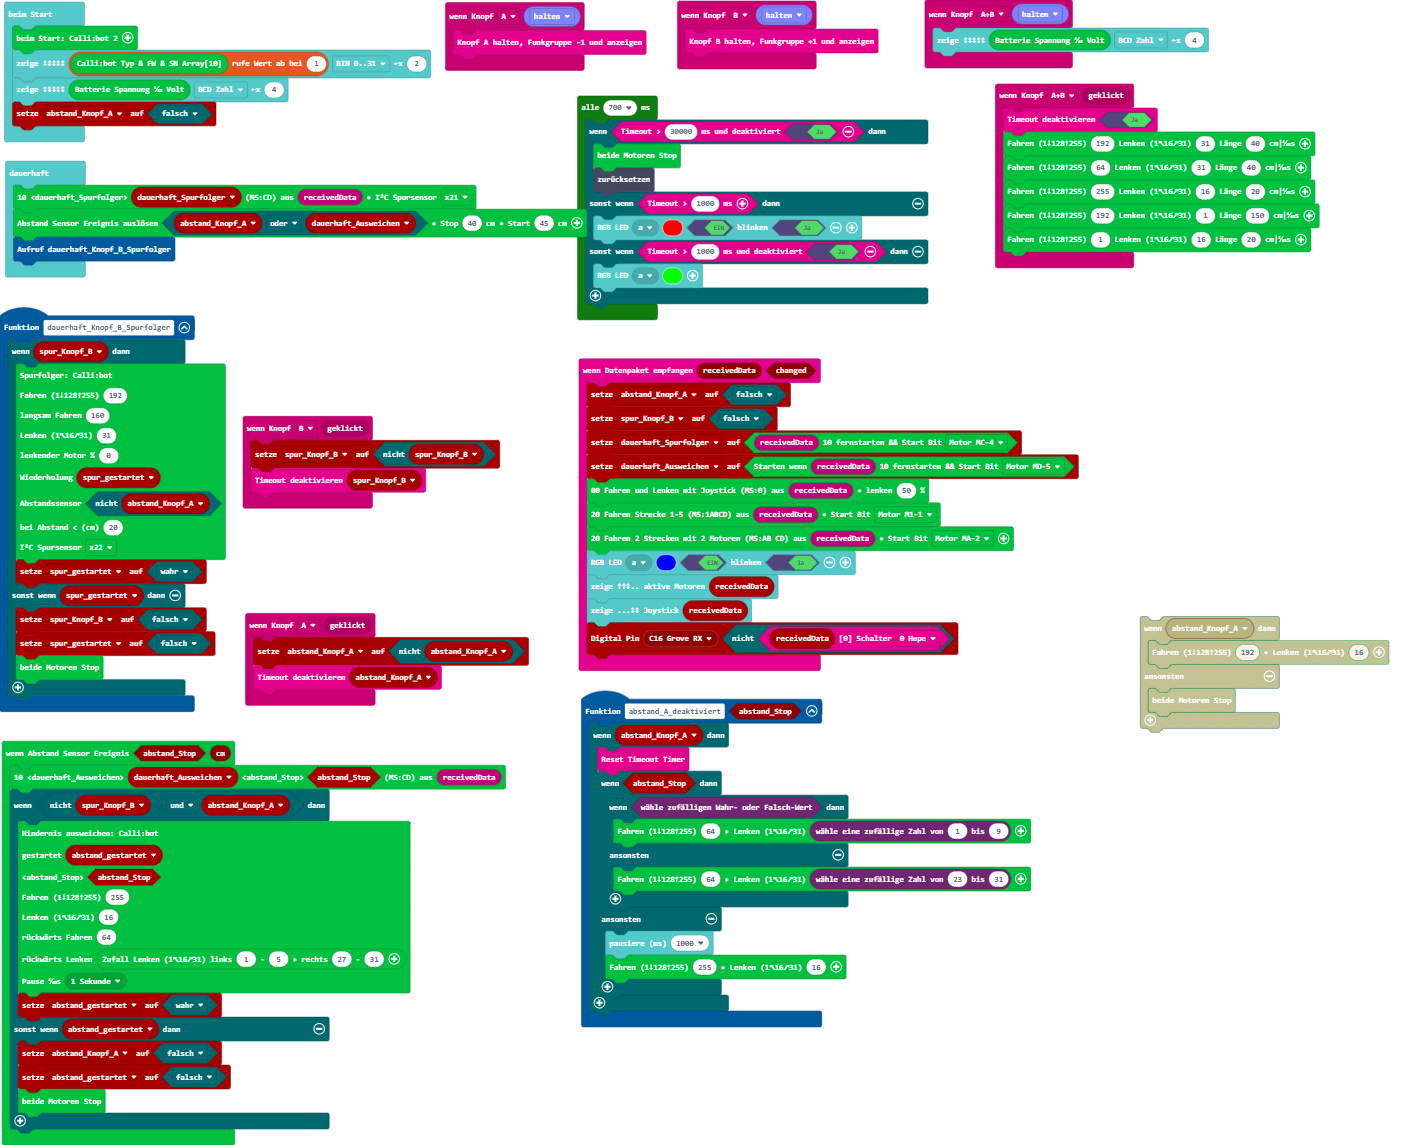 beim Start
beim Start: Calli:bot 2
zeige ↕↕↕↕↕ Calli:bot Typ & FW & SN Array[10] rufe Wert ab bei 1 BIN 0..31 ÷x 2
zeige ↕↕↕↕↕ Batterie Spannung ‰ Volt BCD Zahl ÷x 4
setze abstand_Knopf_A auf falsch
wenn Knopf A halten
Knopf A halten, Funkgruppe -1 und anzeigen
wenn Knopf B halten
Knopf B halten, Funkgruppe +1 und anzeigen
wenn Knopf A+B halten
zeige ↕↕↕↕↕ Batterie Spannung ‰ Volt BCD Zahl ÷x 4
dauerhaft
10 <dauerhaft_Spurfolger> dauerhaft_Spurfolger (MS:CD) aus receivedData • I²C Spursensor x21
Abstand Sensor Ereignis auslösen abstand_Knopf_A oder dauerhaft_Ausweichen • Stop 40 cm • Start 45 cm
Aufruf dauerhaft_Knopf_B_Spurfolger
alle 700 ms
wenn Timeout > 30000 ms und deaktiviert Ja dann
beide Motoren Stop
zurücksetzen
sonst wenn Timeout > 1000 ms dann
RGB LED a EIN blinken Ja
sonst wenn Timeout > 1000 ms und deaktiviert Ja dann
RGB LED a
wenn Knopf A+B geklickt
Timeout deaktivieren Ja
Fahren (1↓128↑255) 192 Lenken (1↖16↗31) 31 Länge 40 cm|⅒s
Fahren (1↓128↑255) 64 Lenken (1↖16↗31) 31 Länge 40 cm|⅒s
Fahren (1↓128↑255) 255 Lenken (1↖16↗31) 16 Länge 20 cm|⅒s
Fahren (1↓128↑255) 192 Lenken (1↖16↗31) 1 Länge 150 cm|⅒s
Fahren (1↓128↑255) 1 Lenken (1↖16↗31) 16 Länge 20 cm|⅒s
Funktion dauerhaft_Knopf_B_Spurfolger
wenn spur_Knopf_B dann
Spurfolger: Calli:bot
Fahren (1↓128↑255) 192
langsam Fahren 160
Lenken (1↖16↗31) 31
lenkender Motor % 0
Wiederholung spur_gestartet
Abstandssensor nicht abstand_Knopf_A
bei Abstand < (cm) 20
I²C Spursensor x22
setze spur_gestartet auf wahr
sonst wenn spur_gestartet dann
setze spur_Knopf_B auf falsch
setze spur_gestartet auf falsch
beide Motoren Stop
wenn Knopf B geklickt
setze spur_Knopf_B auf nicht spur_Knopf_B
Timeout deaktivieren spur_Knopf_B
wenn Knopf A geklickt
setze abstand_Knopf_A auf nicht abstand_Knopf_A
Timeout deaktivieren abstand_Knopf_A
wenn Datenpaket empfangen receivedData changed
setze abstand_Knopf_A auf falsch
setze spur_Knopf_B auf falsch
setze dauerhaft_Spurfolger auf receivedData 10 fernstarten && Start Bit Motor MC-4
setze dauerhaft_Ausweichen auf Starten wenn receivedData 10 fernstarten && Start Bit Motor MD-5
00 Fahren und Lenken mit Joystick (MS:0) aus receivedData • lenken 50 %
20 Fahren Strecke 1-5 (MS:1ABCD) aus receivedData • Start Bit Motor M1-1
20 Fahren 2 Strecken mit 2 Motoren (MS:AB CD) aus receivedData • Start Bit Motor MA-2
RGB LED a EIN blinken Ja
zeige ↑↑↕.. aktive Motoren receivedData
zeige ...↕↕ Joystick receivedData
Digital Pin C16 Grove RX nicht receivedData [0] Schalter 0 Hupe
wenn abstand_Knopf_A dann
Fahren (1↓128↑255) 192 • Lenken (1↖16↗31) 16
ansonsten
beide Motoren Stop
Funktion abstand_A_deaktiviert abstand_Stop
wenn abstand_Knopf_A dann
Reset Timeout Timer
wenn abstand_Stop dann
wenn wähle zufälligen Wahr- oder Falsch-Wert dann
Fahren (1↓128↑255) 64 • Lenken (1↖16↗31) wähle eine zufällige Zahl von 1 bis 9
ansonsten
Fahren (1↓128↑255) 64 • Lenken (1↖16↗31) wähle eine zufällige Zahl von 23 bis 31
ansonsten
pausiere (ms) 1000
Fahren (1↓128↑255) 255 • Lenken (1↖16↗31) 16
wenn Abstand Sensor Ereignis abstand_Stop cm
10 <dauerhaft_Ausweichen> dauerhaft_Ausweichen <abstand_Stop> abstand_Stop (MS:CD) aus receivedData
wenn nicht spur_Knopf_B und abstand_Knopf_A dann
Hindernis ausweichen: Calli:bot
gestartet abstand_gestartet
<abstand_Stop> abstand_Stop
Fahren (1↓128↑255) 255
Lenken (1↖16↗31) 16
rückwärts Fahren 64
rückwärts Lenken Zufall Lenken (1↖16↗31) links 1 - 5 • rechts 27 - 31
Pause ⅒s 1 Sekunde
setze abstand_gestartet auf wahr
sonst wenn abstand_gestartet dann
setze abstand_Knopf_A auf falsch
setze abstand_gestartet auf falsch
beide Motoren Stop